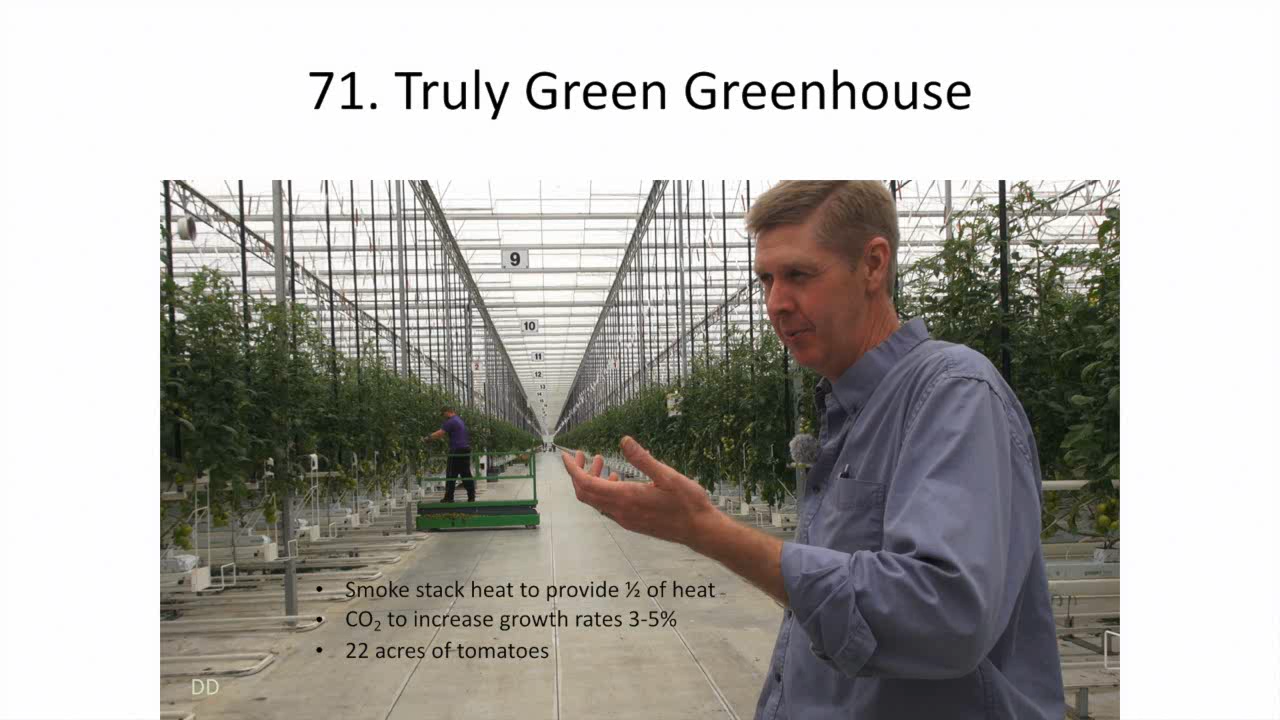 71. Truly Green Greenhouse
9
10
11
12
13
• Smoke stack heat to provide ½ of heat
• CO₂ to increase growth rates 3-5%
• 22 acres of tomatoes
DD